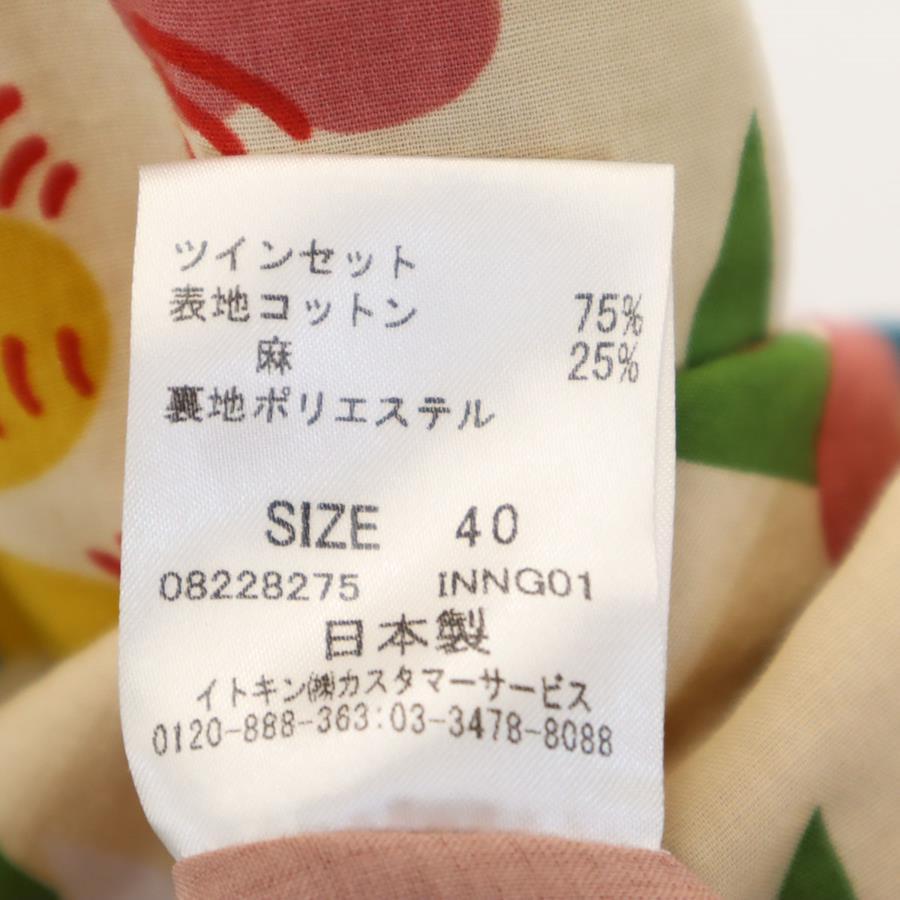 ツインセット
表地コットン 75%
麻 25%
裏地ポリエステル
SIZE 40
08228275 INNG01
日本製
イトキン㈱カスタマーサービス
0120-888-363:03-3478-8088